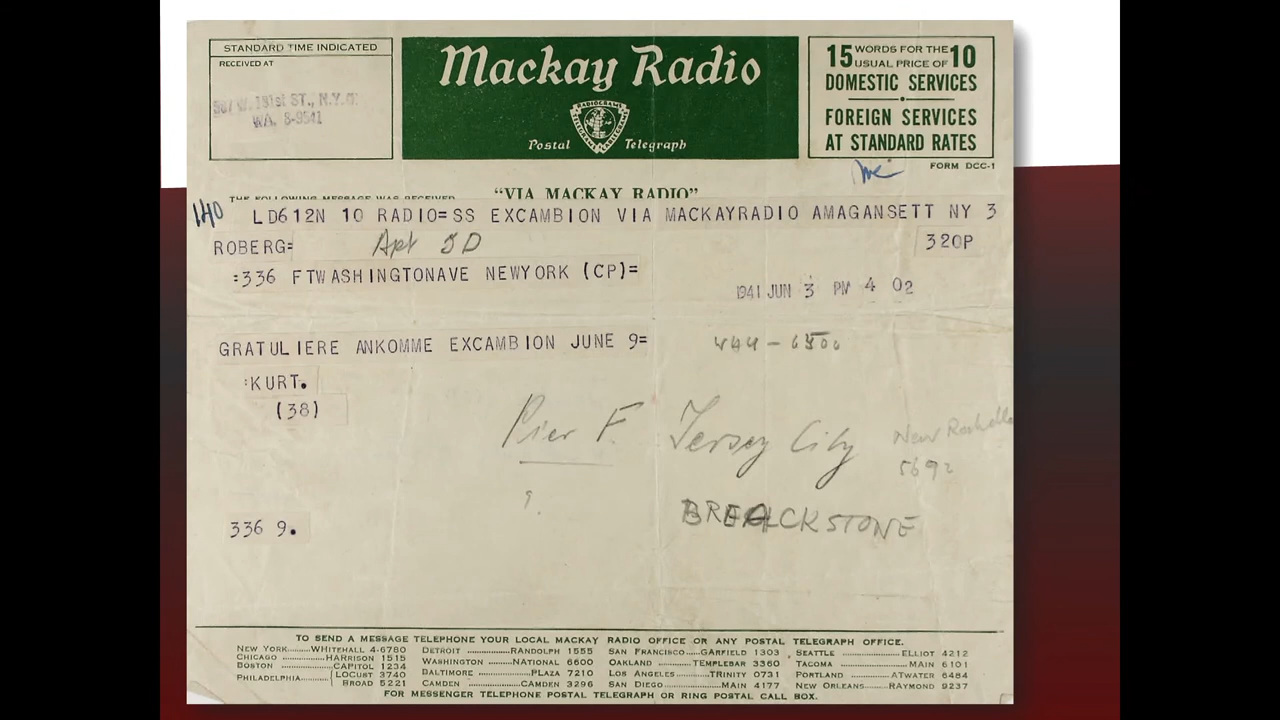 STANDARD TIME INDICATED
RECEIVED AT
W. 181st ST., N.Y.
WA. 8-9541
Mackay Radio
RADIOGRAMS
Postal Telegraph
15 WORDS FOR THE USUAL PRICE OF 10
DOMESTIC SERVICES
FOREIGN SERVICES
AT STANDARD RATES
FORM DCC-1
THE FOLLOWING MESSAGE WAS RECEIVED "VIA MACKAY RADIO"
140 LD612N 10 RADIO=SS EXCAMBION VIA MACKAYRADIO AMAGANSETT NY 3
ROBERG= Apt 5D 320P
:336 FTWASHINGTONAVE NEWYORK (CP)=
1941 JUN 3 PM 4 02
GRATULIERE ANKOMME EXCAMBION JUNE 9=
:KURT.
(38)
Pier F. Jersey City
New Rochelle
5692
BREACKSTONE
336 9.
TO SEND A MESSAGE TELEPHONE YOUR LOCAL MACKAY RADIO OFFICE OR ANY POSTAL TELEGRAPH OFFICE.
NEW YORK........WHITEHALL 4-6780
CHICAGO ................HARRISON 1515
BOSTON .................CAPITOL 1234
PHILADELPHIA......{ LOCUST 3740
BROAD 5221
DETROIT ................RANDOLPH 1555
WASHINGTON .......NATIONAL 6600
BALTIMORE ...............PLAZA 7210
CAMDEN ...............CAMDEN 3296
SAN FRANCISCO.....GARFIELD 1303
OAKLAND .............TEMPLEBAR 3360
LOS ANGELES.........TRINITY 0731
SAN DIEGO...............MAIN 4177
SEATTLE ....................ELLIOT 4212
TACOMA ....................MAIN 6101
PORTLAND ..............ATWATER 6484
NEW ORLEANS.......RAYMOND 9237
FOR MESSENGER TELEPHONE POSTAL TELEGRAPH OR RING POSTAL CALL BOX.